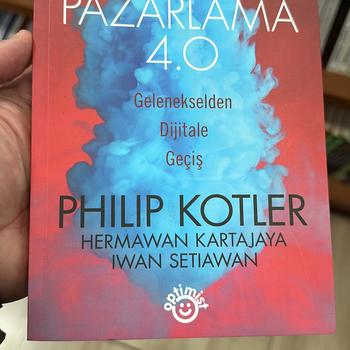 PAZARLAMA
4.0
Gelenekselden
Dijitale
Geçiş
PHILIP KOTLER
HERMAWAN KARTAJAYA
IWAN SETIAWAN
optimist